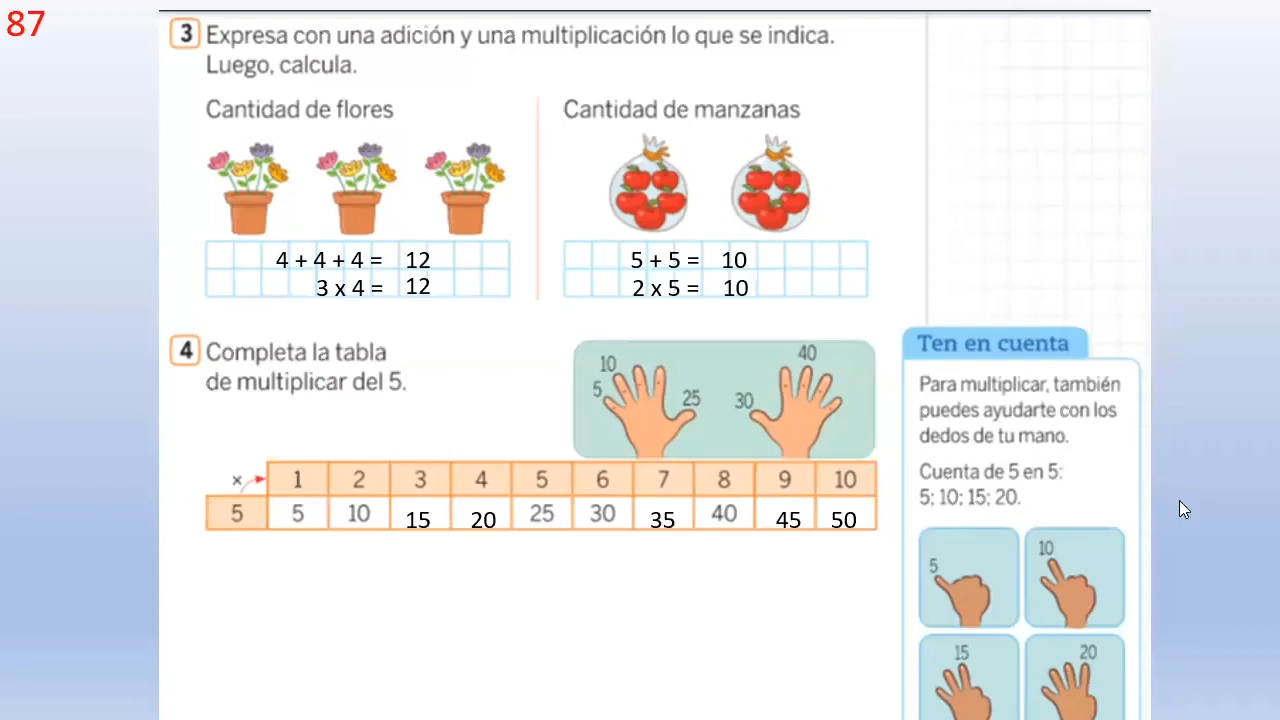 87
3 Expresa con una adición y una multiplicación lo que se indica.
Luego, calcula.
Cantidad de flores
4 + 4 + 4 = 12
3 x 4 = 12
Cantidad de manzanas
5 + 5 = 10
2 x 5 = 10
4 Completa la tabla
de multiplicar del 5.
10
5
25
40
30
× 1 2 3 4 5 6 7 8 9 10
5 5 10 15 20 25 30 35 40 45 50
Ten en cuenta
Para multiplicar, también
puedes ayudarte con los
dedos de tu mano.
Cuenta de 5 en 5:
5; 10; 15; 20.
5
10
15
20